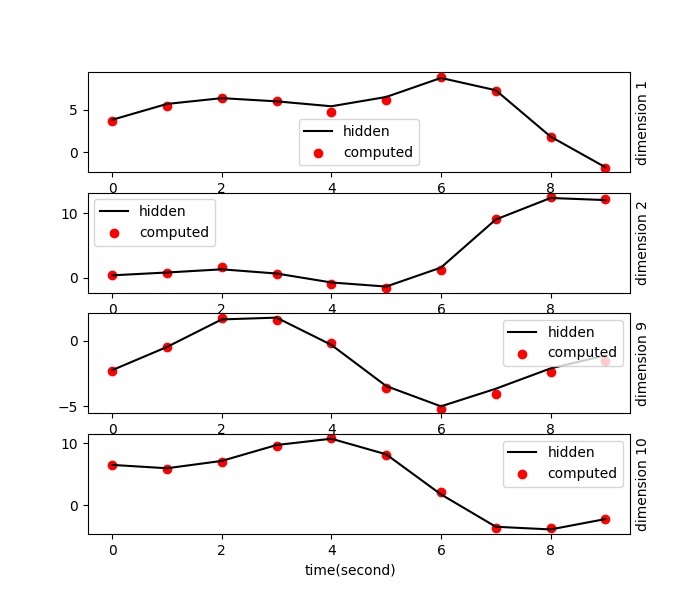 5
0
hidden
computed
dimension 1
0 2 4 6 8
10
0
hidden
computed
dimension 2
0 2 4 6 8
0
−5
hidden
computed
dimension 9
0 2 4 6 8
10
0
hidden
computed
dimension 10
0 2 4 6 8
time(second)